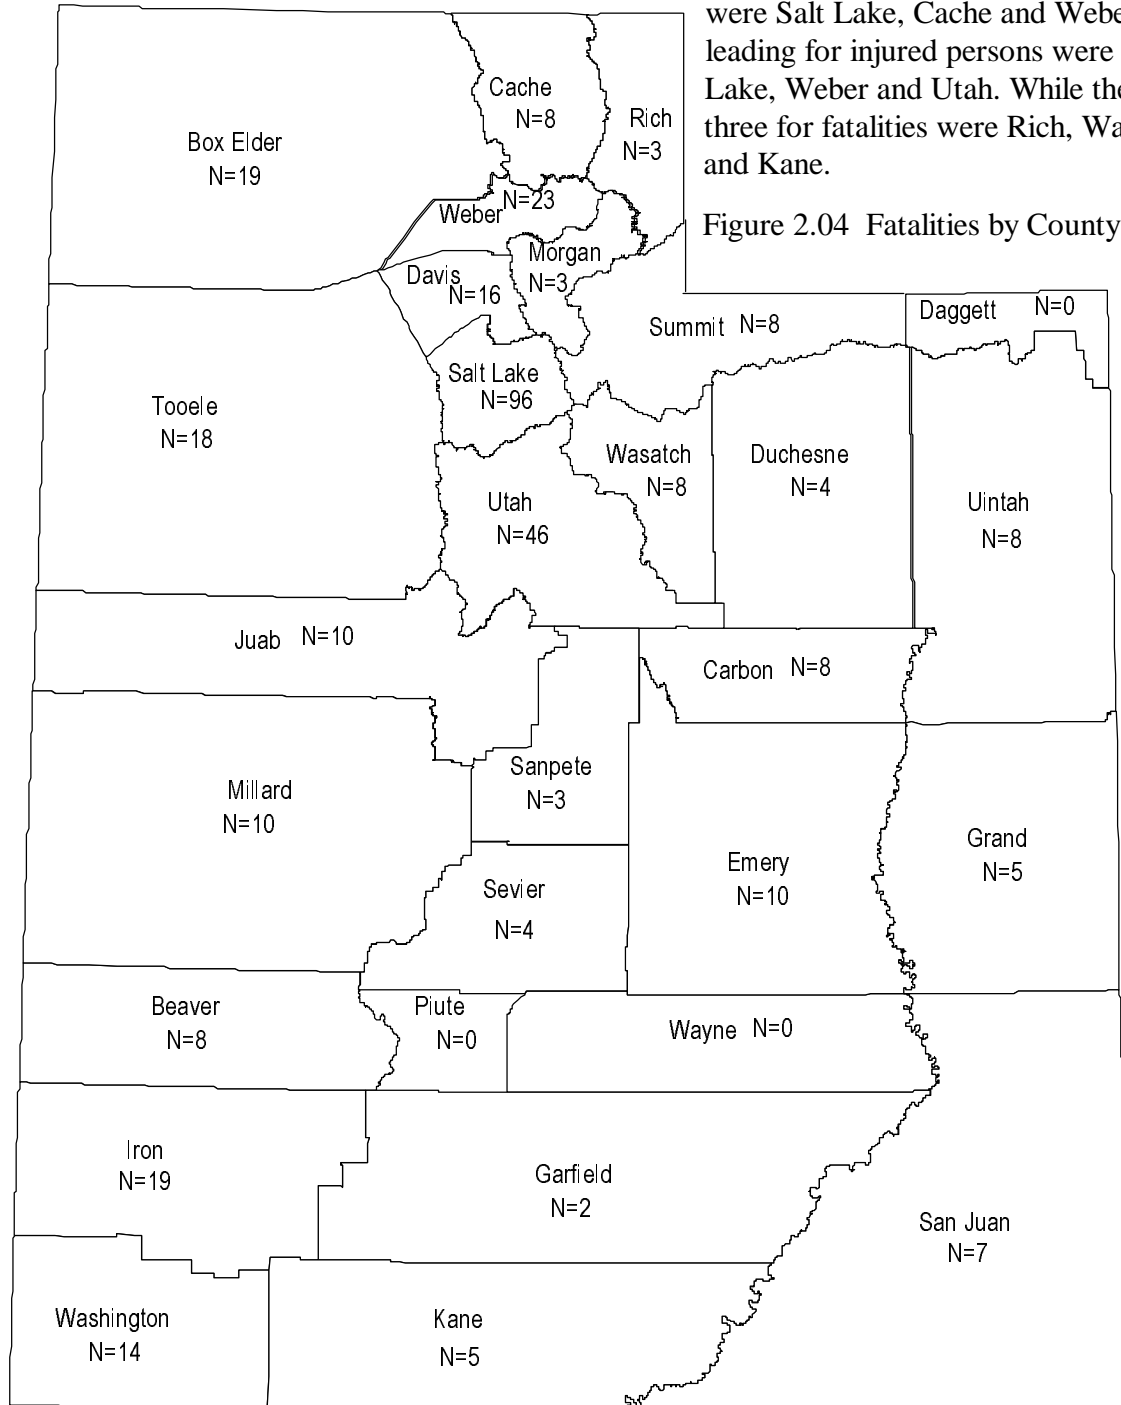 were Salt Lake, Cache and
leading for injured persons were
Lake, Weber and Utah. While
three for fatalities were Rich,
and Kane.
Figure 2.04 Fatalities by County
Cache
N=8
Rich
N=3
Box Elder
N=19
Weber N=23
Morgan
N=3
Davis
N=16
Summit N=8
Daggett N=0
Salt Lake
N=96
Tooele
N=18
Wasatch
N=8
Duchesne
N=4
Utah
N=46
Uintah
N=8
Juab N=10
Carbon N=8
Sanpete
N=3
Millard
N=10
Grand
N=5
Emery
N=10
Sevier
N=4
Beaver
N=8
Piute
N=0
Wayne N=0
Iron
N=19
Garfield
N=2
San Juan
N=7
Washington
N=14
Kane
N=5